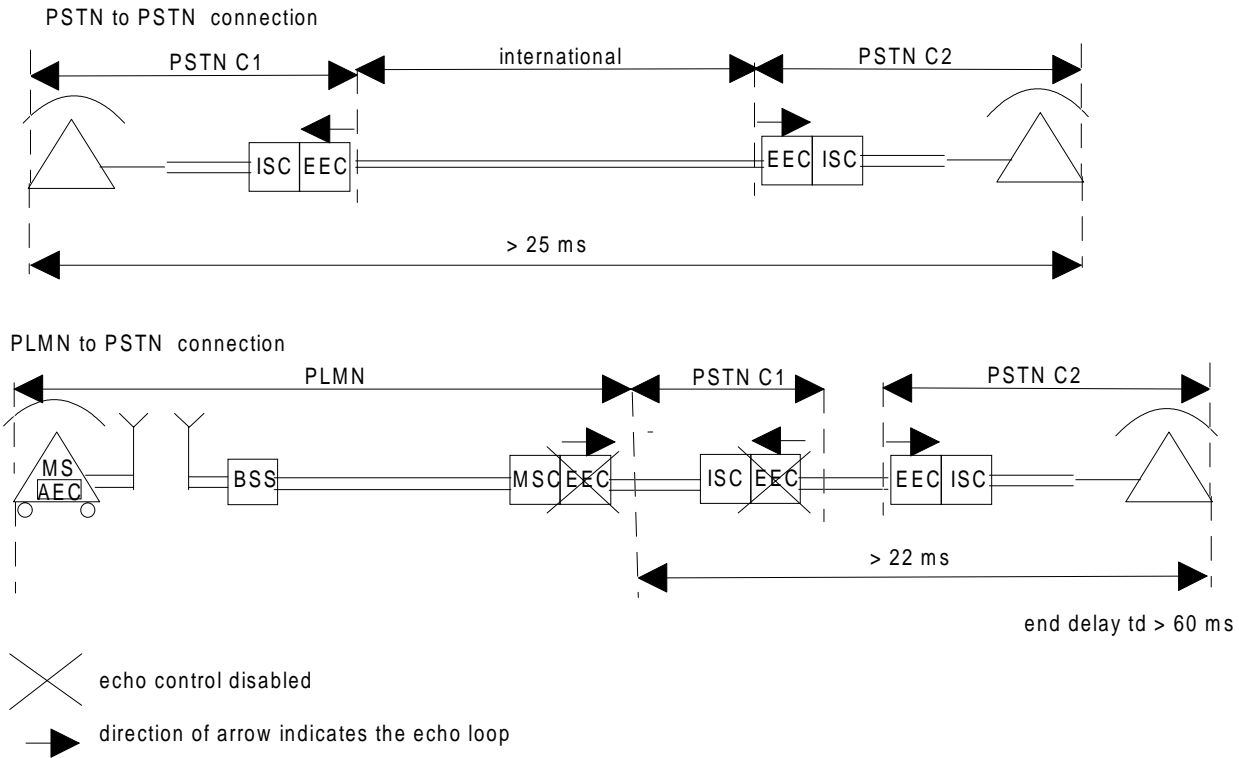 PSTN to PSTN connection
PSTN C1
international
PSTN C2
ISC EEC
EEC ISC
> 25 ms
PLMN to PSTN connection
PLMN
PSTN C1
PSTN C2
MS
AEC
BSS
MSC EEC
ISC EEC
EEC ISC
> 22 ms
end delay td > 60 ms
echo control disabled
direction of arrow indicates the echo loop